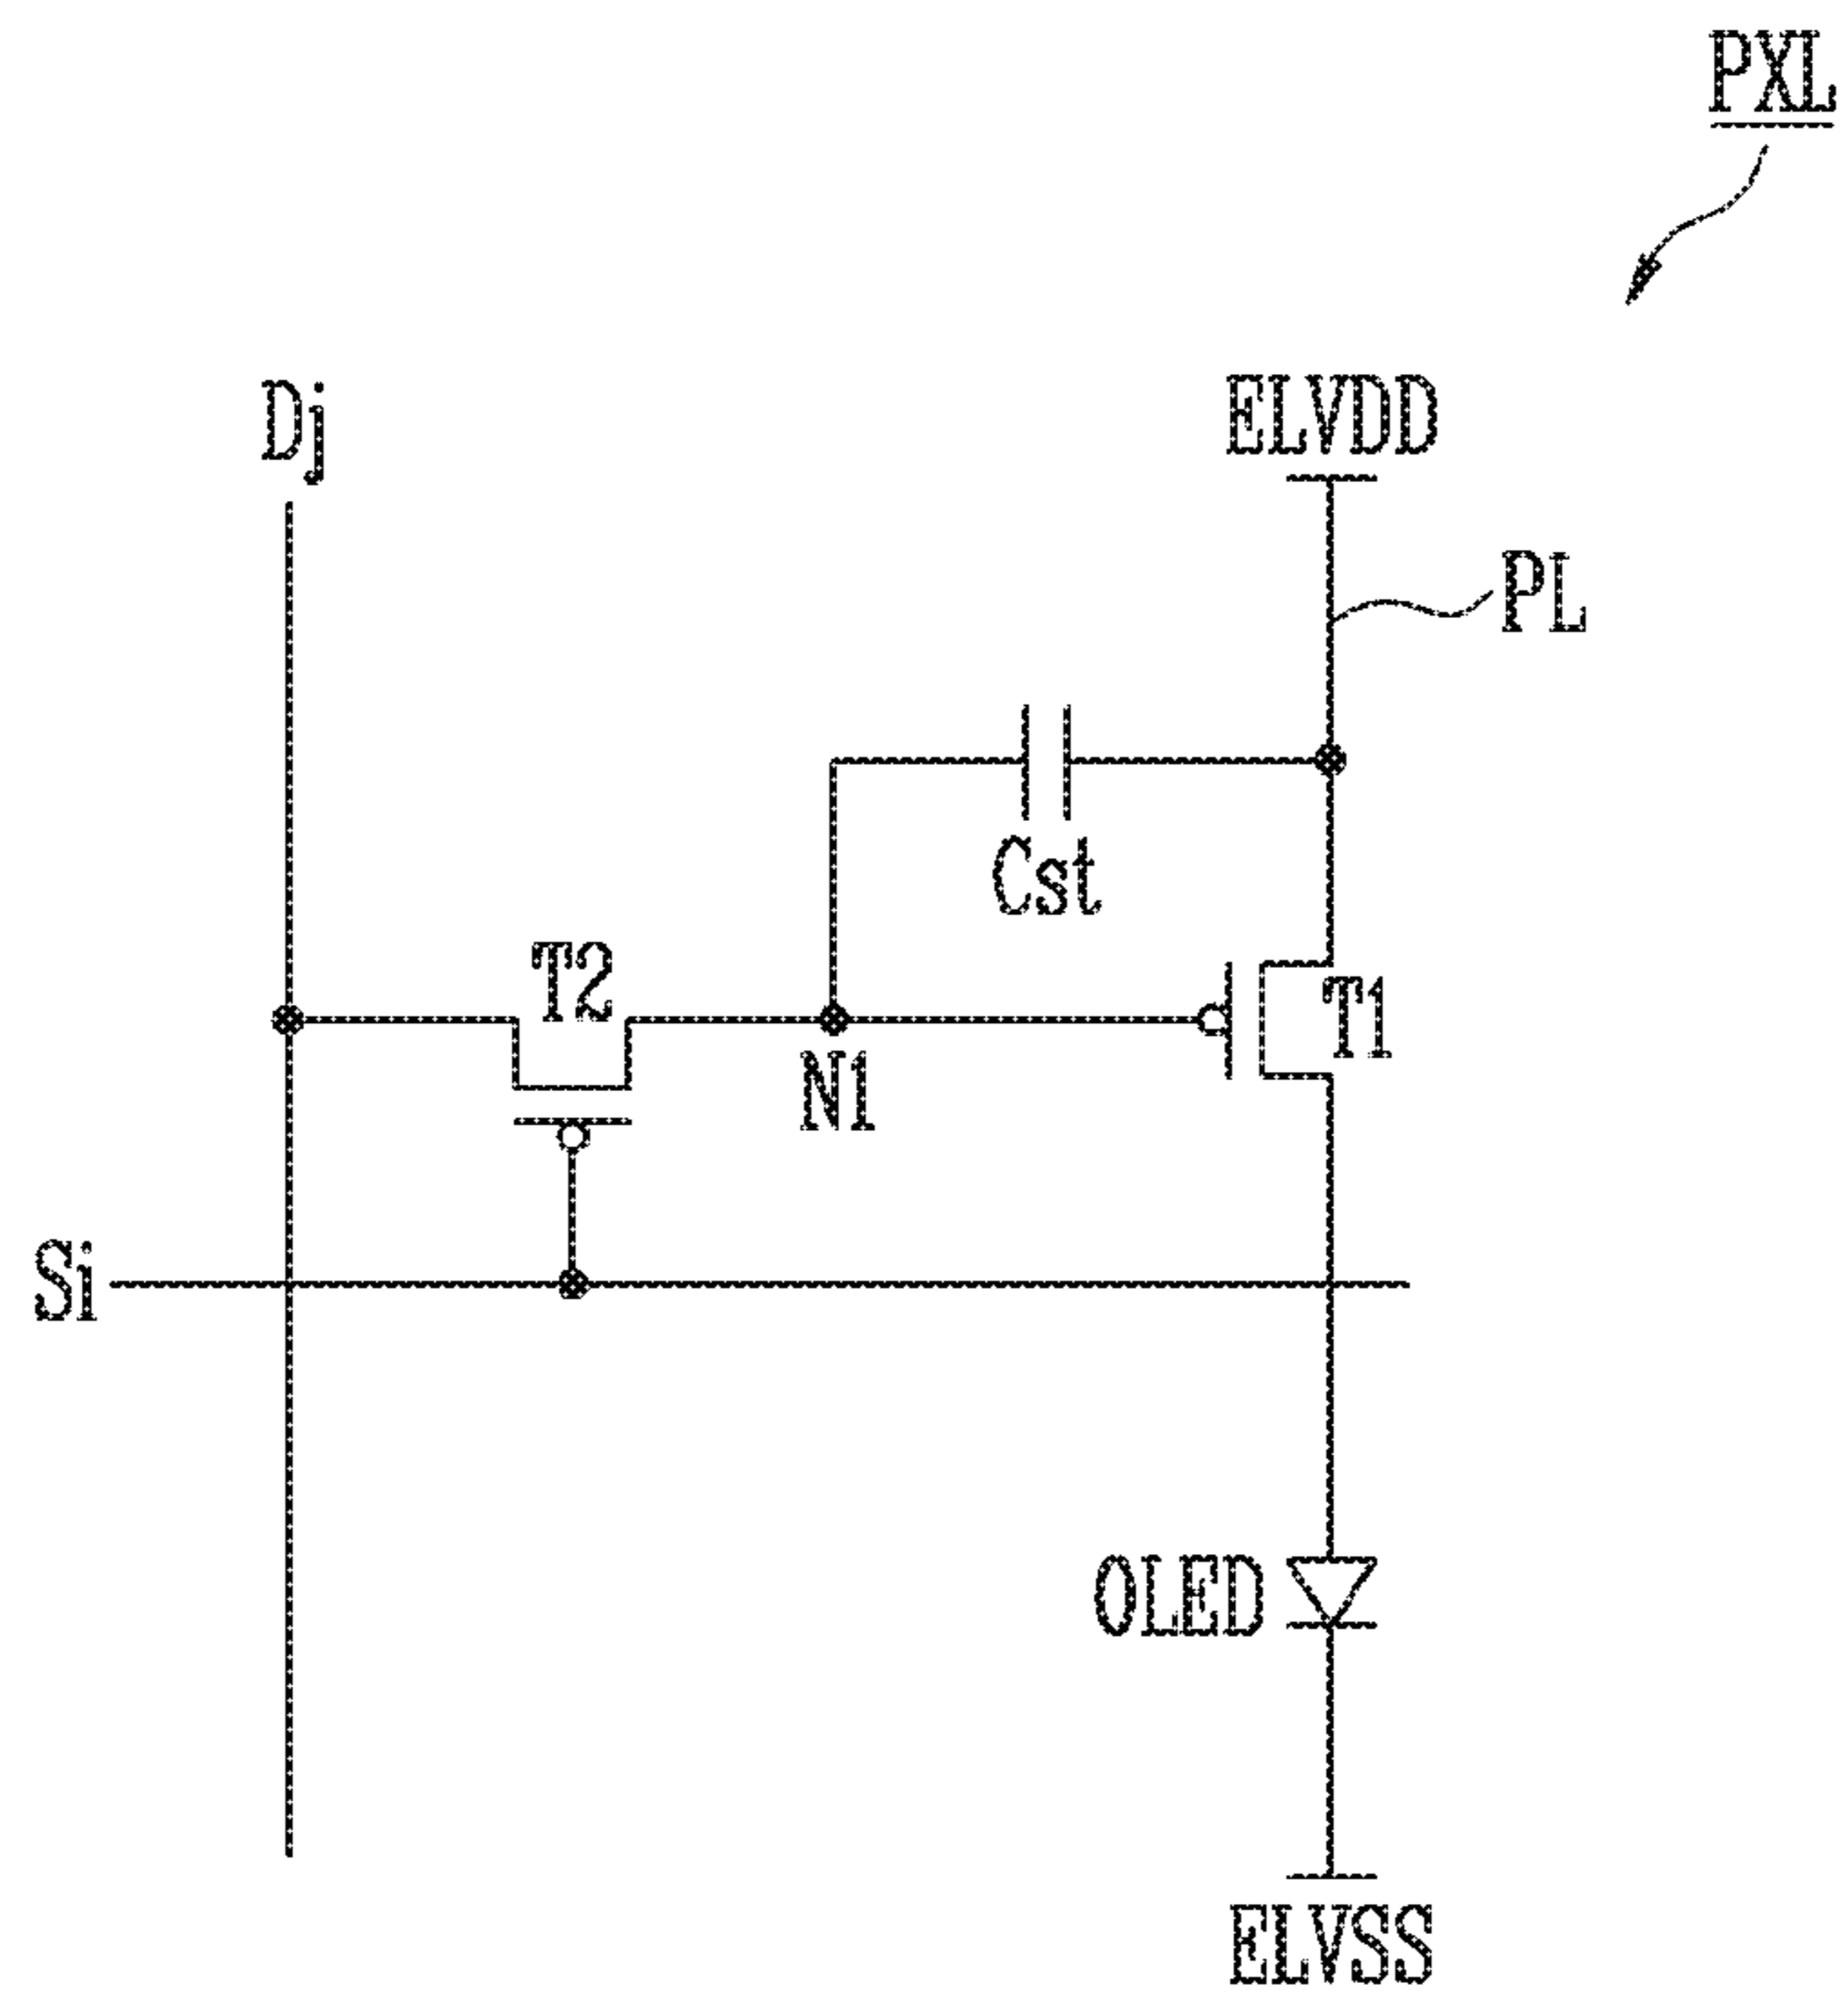 PXL
Dj
ELVDD
PL
Cst
T2
T1
N1
Si
OLED
ELVSS